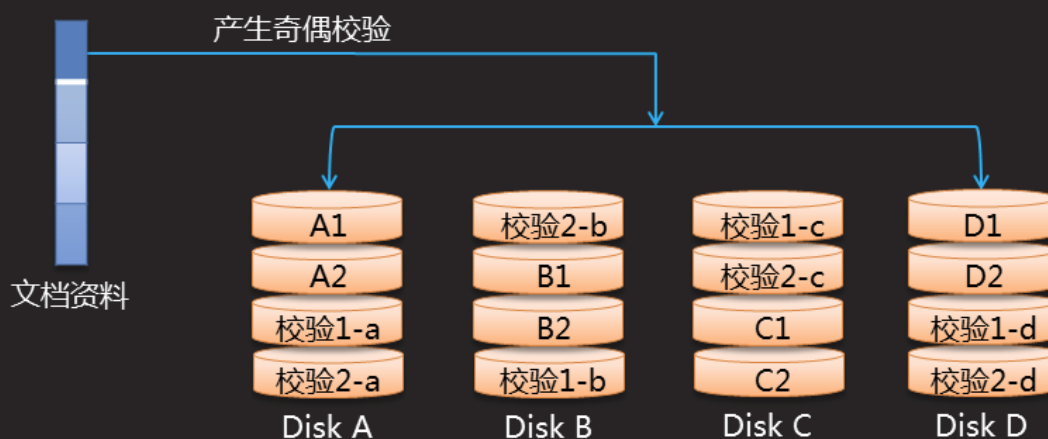 产生奇偶校验
文档资料
A1 校验2-b 校验1-c D1
A2 B1 校验2-c D2
校验1-a B2 C1 校验1-d
校验2-a 校验1-b C2 校验2-d
Disk A Disk B Disk C Disk D